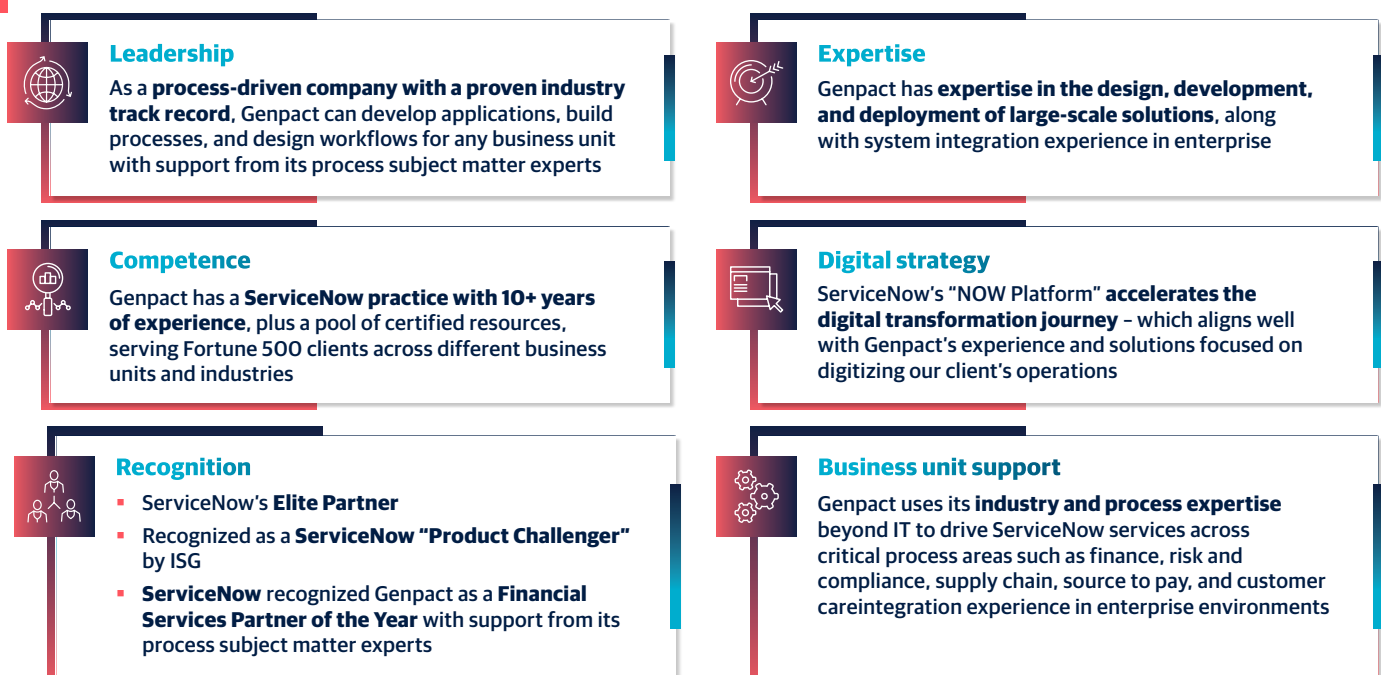 Leadership
As a process-driven company with a proven industry
track record, Genpact can develop applications, build
processes, and design workflows for any business unit
with support from its process subject matter experts
Expertise
Genpact has expertise in the design, development,
and deployment of large-scale solutions, along
with system integration experience in enterprise
Competence
Genpact has a ServiceNow practice with 10+ years
of experience, plus a pool of certified resources,
serving Fortune 500 clients across different business
units and industries
Digital strategy
ServiceNow's “NOW Platform” accelerates the
digital transformation journey – which aligns well
with Genpact's experience and solutions focused on
digitizing our client's operations
Recognition
▪ ServiceNow's Elite Partner
▪ Recognized as a ServiceNow “Product Challenger”
by ISG
▪ ServiceNow recognized Genpact as a Financial
Services Partner of the Year with support from its
process subject matter experts
Business unit support
Genpact uses its industry and process expertise
beyond IT to drive ServiceNow services across
critical process areas such as finance, risk and
compliance, supply chain, source to pay, and customer
careintegration experience in enterprise environments